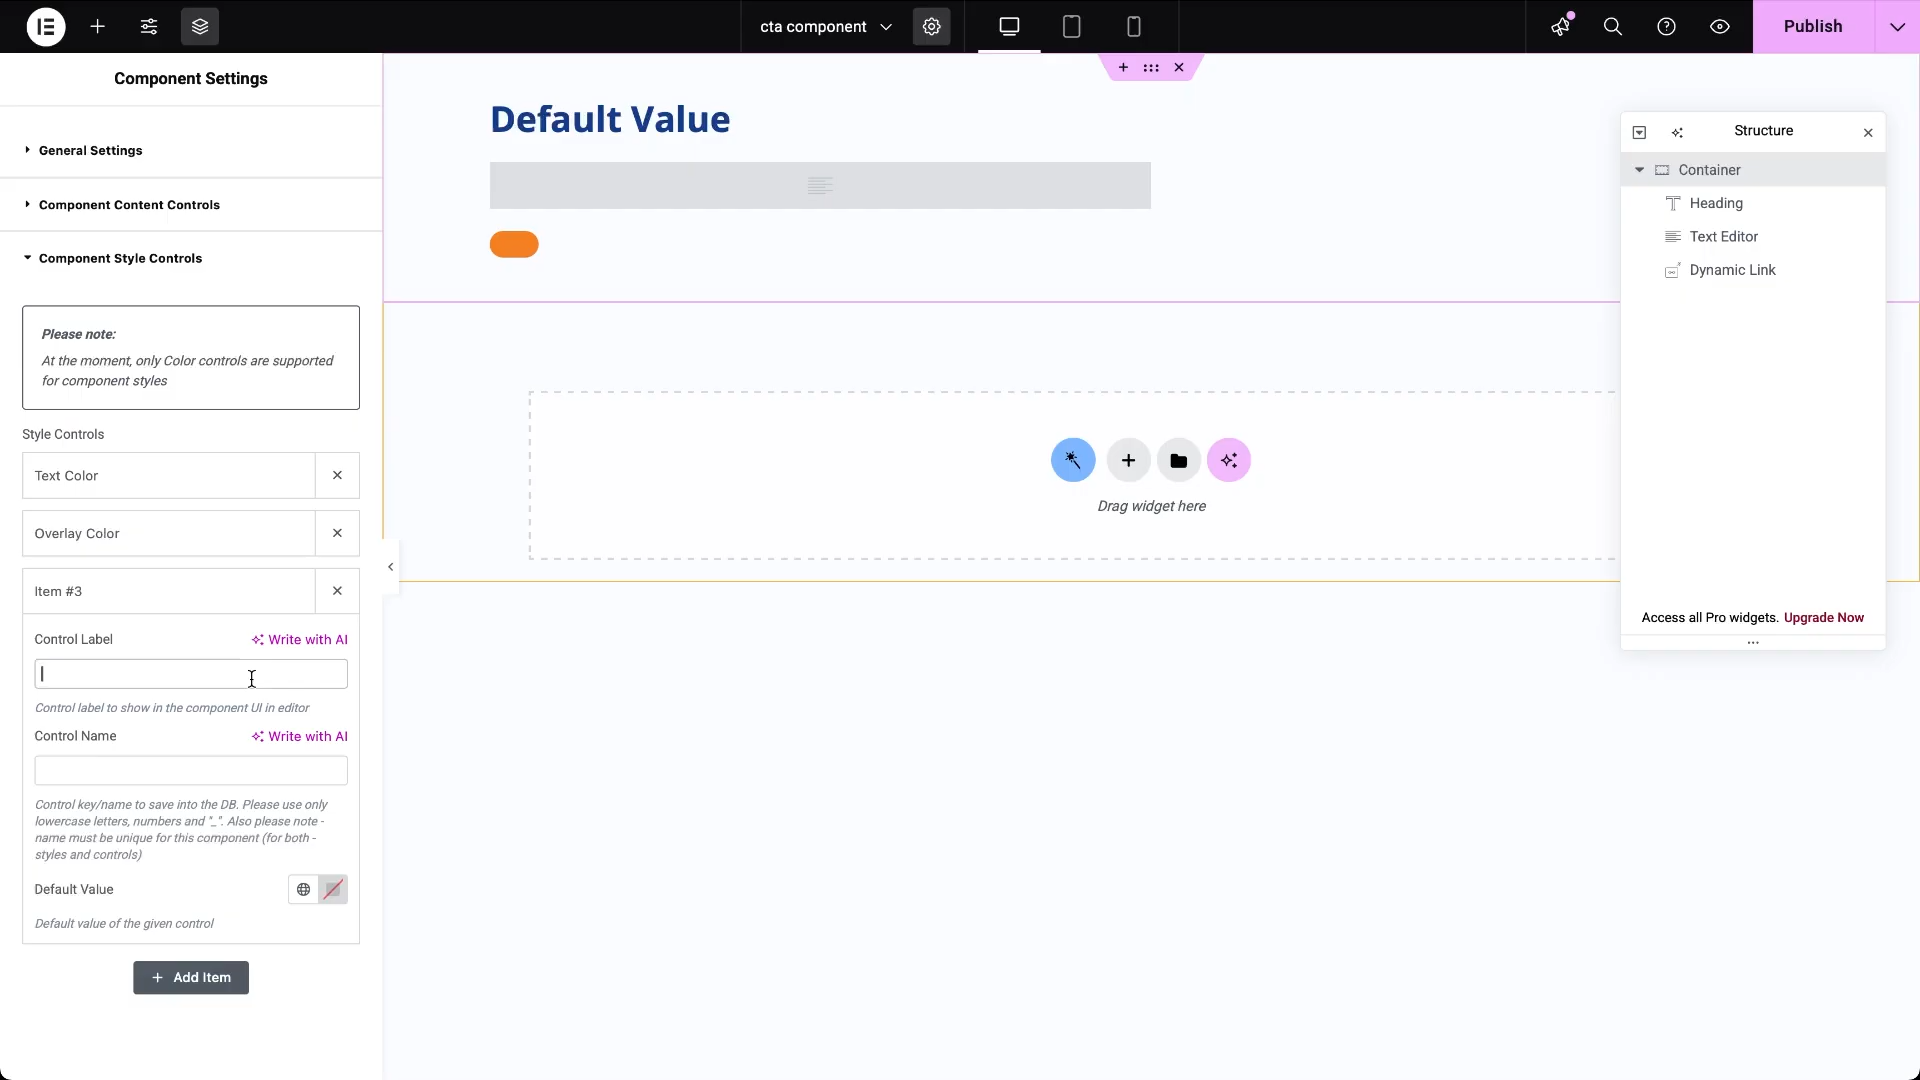 cta component
Publish
Component Settings
General Settings
Component Content Controls
Component Style Controls
Please note:
At the moment, only Color controls are supported
for component styles
Style Controls
Text Color
Overlay Color
Item #3
Control Label
Write with AI
Control label to show in the component UI in editor
Control Name
Write with AI
Control key/name to save into the DB. Please use only
lowercase letters, numbers and "_". Also please note -
name must be unique for this component (for both -
styles and controls)
Default Value
Default value of the given control
+ Add Item
Default Value
Drag widget here
Structure
Container
Heading
Text Editor
Dynamic Link
Access all Pro widgets. Upgrade Now